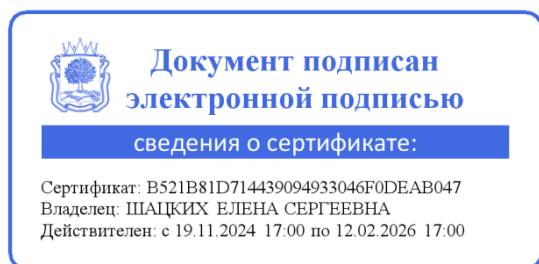 Документ подписан
электронной подписью
сведения о сертификате:
Сертификат: B521B81D714439094933046F0DEAB047
Владелец: ШАЦКИХ ЕЛЕНА СЕРГЕЕВНА
Действителен: с 19.11.2024 17:00 по 12.02.2026 17:00